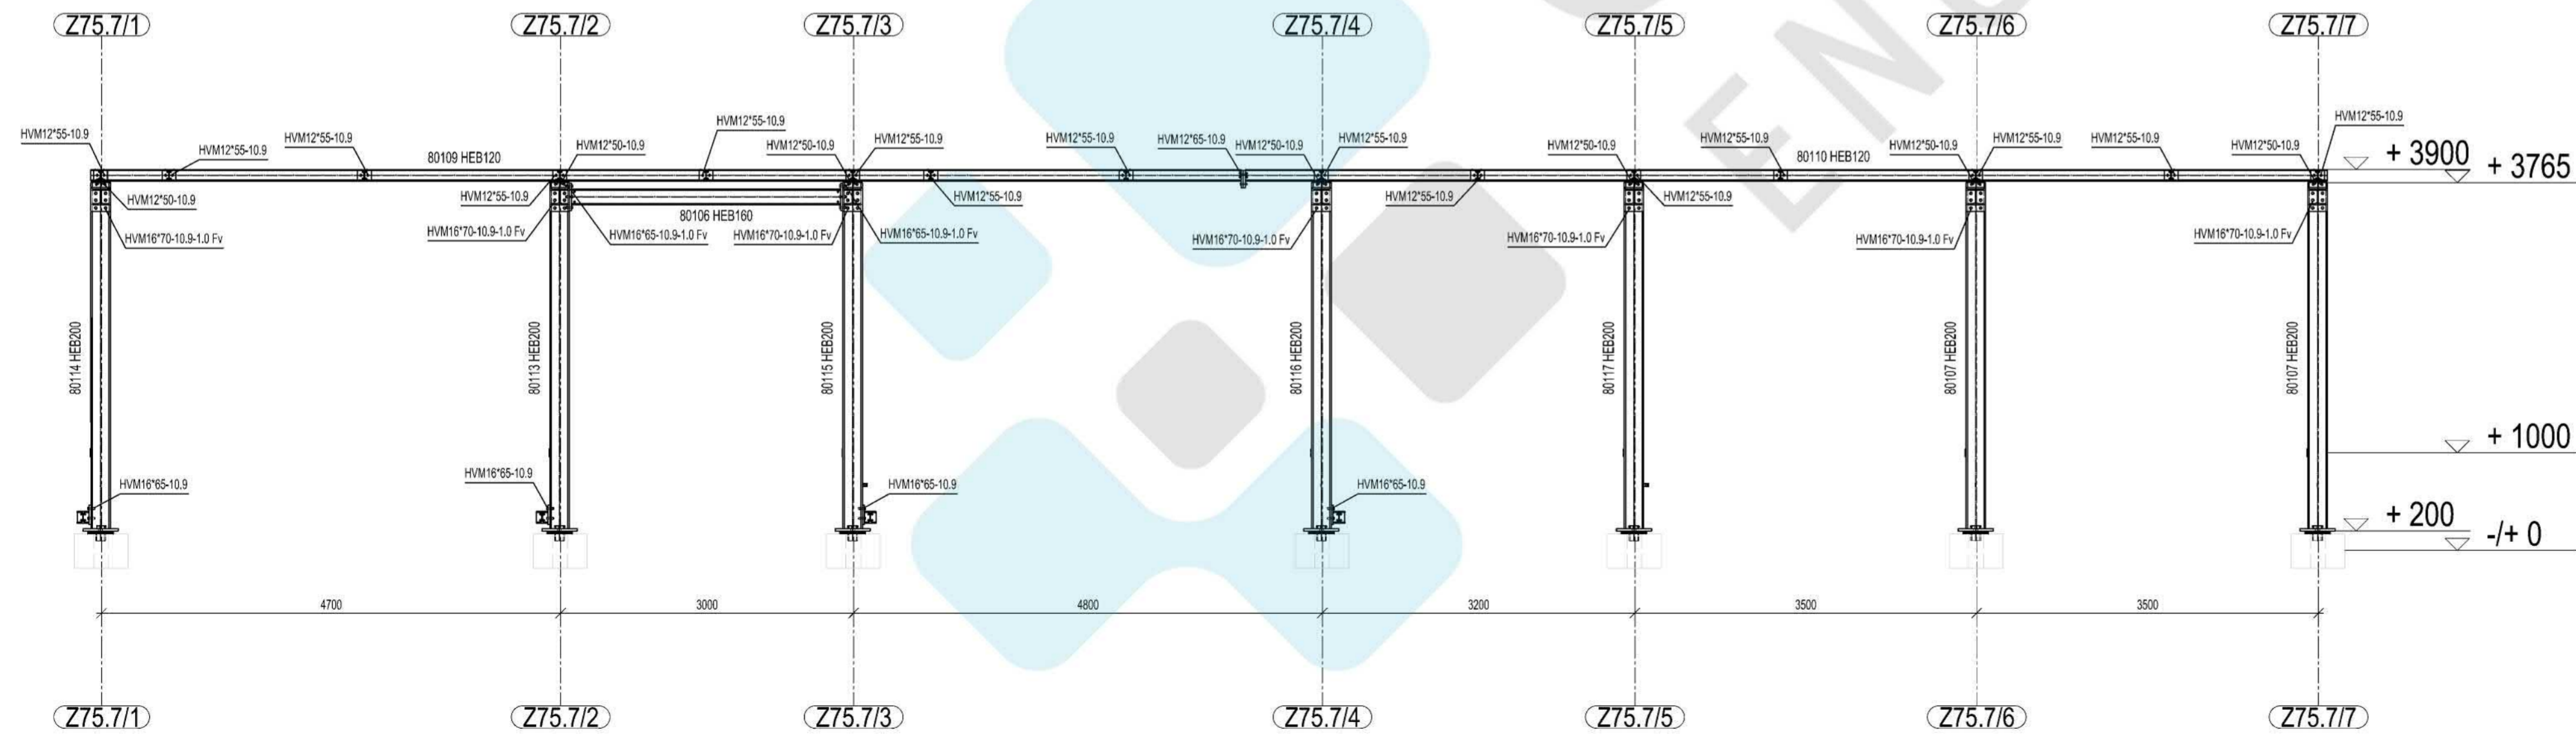 Z75.7/1
Z75.7/2
Z75.7/3
Z75.7/4
Z75.7/5
Z75.7/6
Z75.7/7
EN
HVM12*55-10.9
HVM12*55-10.9
HVM12*55-10.9
80109 HEB120
HVM12*50-10.9
HVM12*55-10.9
HVM12*50-10.9
HVM12*55-10.9
HVM12*55-10.9
HVM12*65-10.9
HVM12*50-10.9
HVM12*55-10.9
HVM12*50-10.9
HVM12*55-10.9
80110 HEB120
HVM12*50-10.9
HVM12*55-10.9
HVM12*55-10.9
HVM12*50-10.9
HVM12*55-10.9
+ 3900
+ 3765
HVM12*50-10.9
HVM12*55-10.9
80106 HEB160
HVM12*55-10.9
HVM12*55-10.9
HVM12*55-10.9
HVM16*70-10.9-1.0 Fv
HVM16*70-10.9-1.0 Fv
HVM16*65-10.9-1.0 Fv
HVM16*70-10.9-1.0 Fv
HVM16*65-10.9-1.0 Fv
HVM16*70-10.9-1.0 Fv
HVM16*70-10.9-1.0 Fv
HVM16*70-10.9-1.0 Fv
HVM16*70-10.9-1.0 Fv
80114 HEB200
80113 HEB200
80115 HEB200
80116 HEB200
80117 HEB200
80107 HEB200
80107 HEB200
+ 1000
HVM16*65-10.9
HVM16*65-10.9
HVM16*65-10.9
HVM16*65-10.9
+ 200
-/+ 0
4700
3000
4800
3200
3500
3500
Z75.7/1
Z75.7/2
Z75.7/3
Z75.7/4
Z75.7/5
Z75.7/6
Z75.7/7